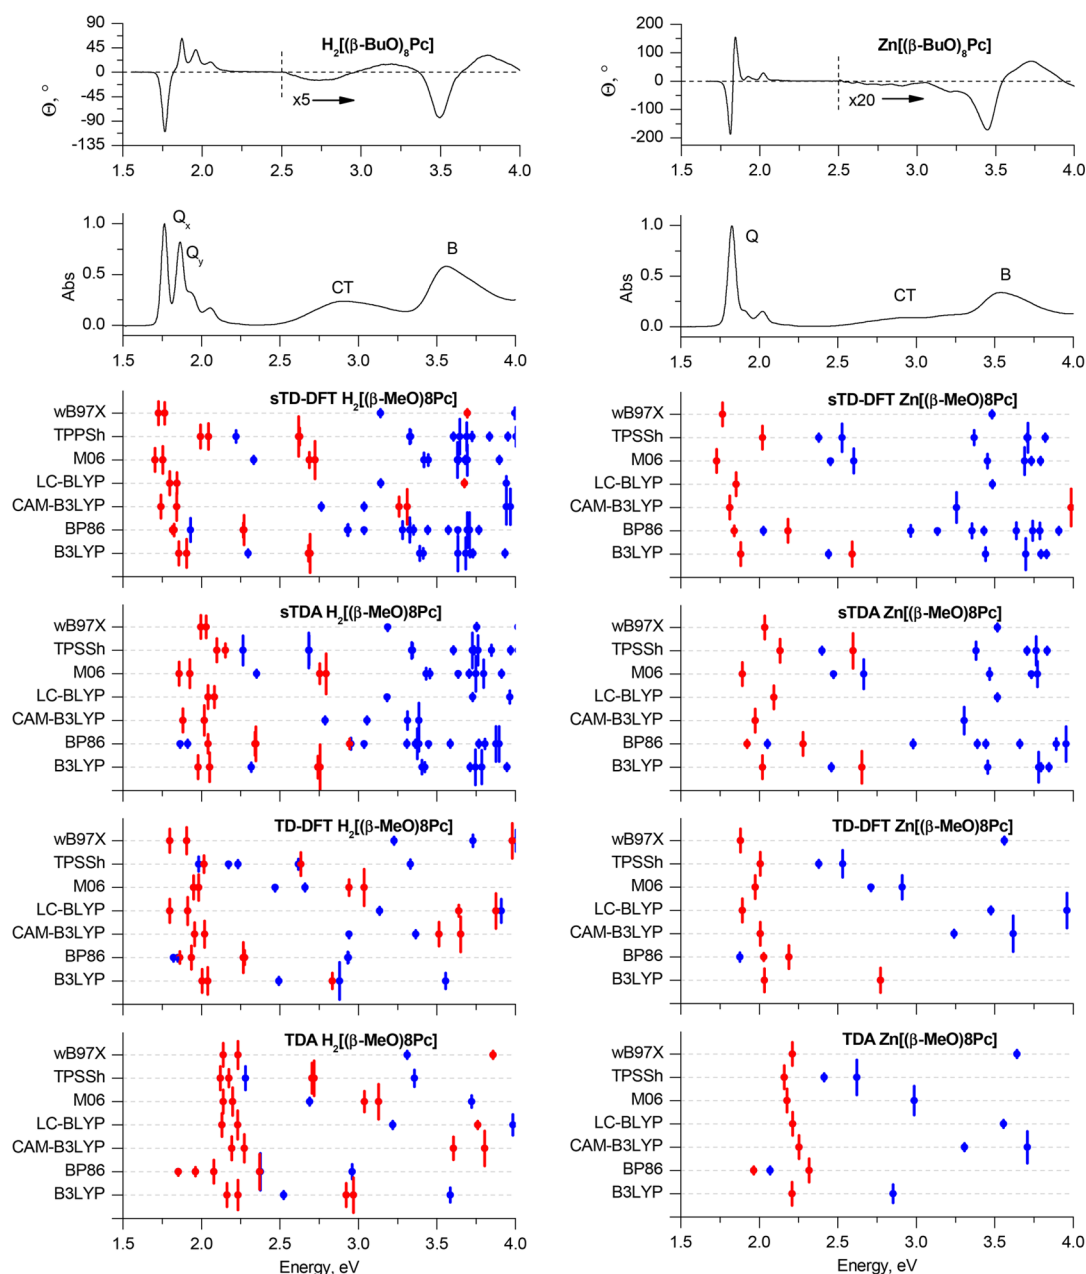 H2[(β-BuO)8Pc]
Θ, °
90
45
0
-45
-90
-135
x5
1.5 2.0 2.5 3.0 3.5 4.0
Zn[(β-BuO)8Pc]
Θ, °
200
150
100
50
0
-50
-100
-150
-200
x20
1.5 2.0 2.5 3.0 3.5 4.0
Abs
1.0
0.5
0.0
Qx
Qy
CT
B
1.5 2.0 2.5 3.0 3.5 4.0
Abs
1.0
0.5
0.0
Q
CT
B
1.5 2.0 2.5 3.0 3.5 4.0
sTD-DFT H2[(β-MeO)8Pc]
wB97X
TPPSh
M06
LC-BLYP
CAM-B3LYP
BP86
B3LYP
sTD-DFT Zn[(β-MeO)8Pc]
wB97X
TPSSh
M06
LC-BLYP
CAM-B3LYP
BP86
B3LYP
sTDA H2[(β-MeO)8Pc]
wB97X
TPSSh
M06
LC-BLYP
CAM-B3LYP
BP86
B3LYP
sTDA Zn[(β-MeO)8Pc]
wB97X
TPSSh
M06
LC-BLYP
CAM-B3LYP
BP86
B3LYP
TD-DFT H2[(β-MeO)8Pc]
wB97X
TPSSh
M06
LC-BLYP
CAM-B3LYP
BP86
B3LYP
TD-DFT Zn[(β-MeO)8Pc]
wB97X
TPSSh
M06
LC-BLYP
CAM-B3LYP
BP86
B3LYP
TDA H2[(β-MeO)8Pc]
wB97X
TPSSh
M06
LC-BLYP
CAM-B3LYP
BP86
B3LYP
1.5 2.0 2.5 3.0 3.5 4.0
Energy, eV
TDA Zn[(β-MeO)8Pc]
wB97X
TPSSh
M06
LC-BLYP
CAM-B3LYP
BP86
B3LYP
1.5 2.0 2.5 3.0 3.5 4.0
Energy, eV